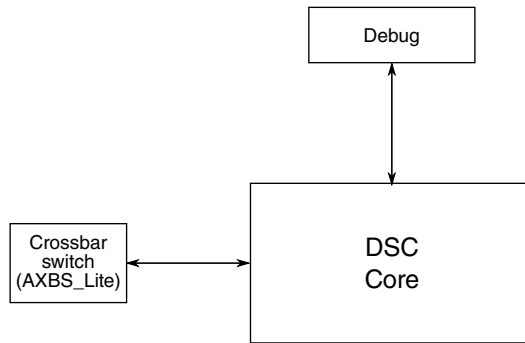 Debug
Crossbar
switch
(AXBS_Lite)
DSC
Core